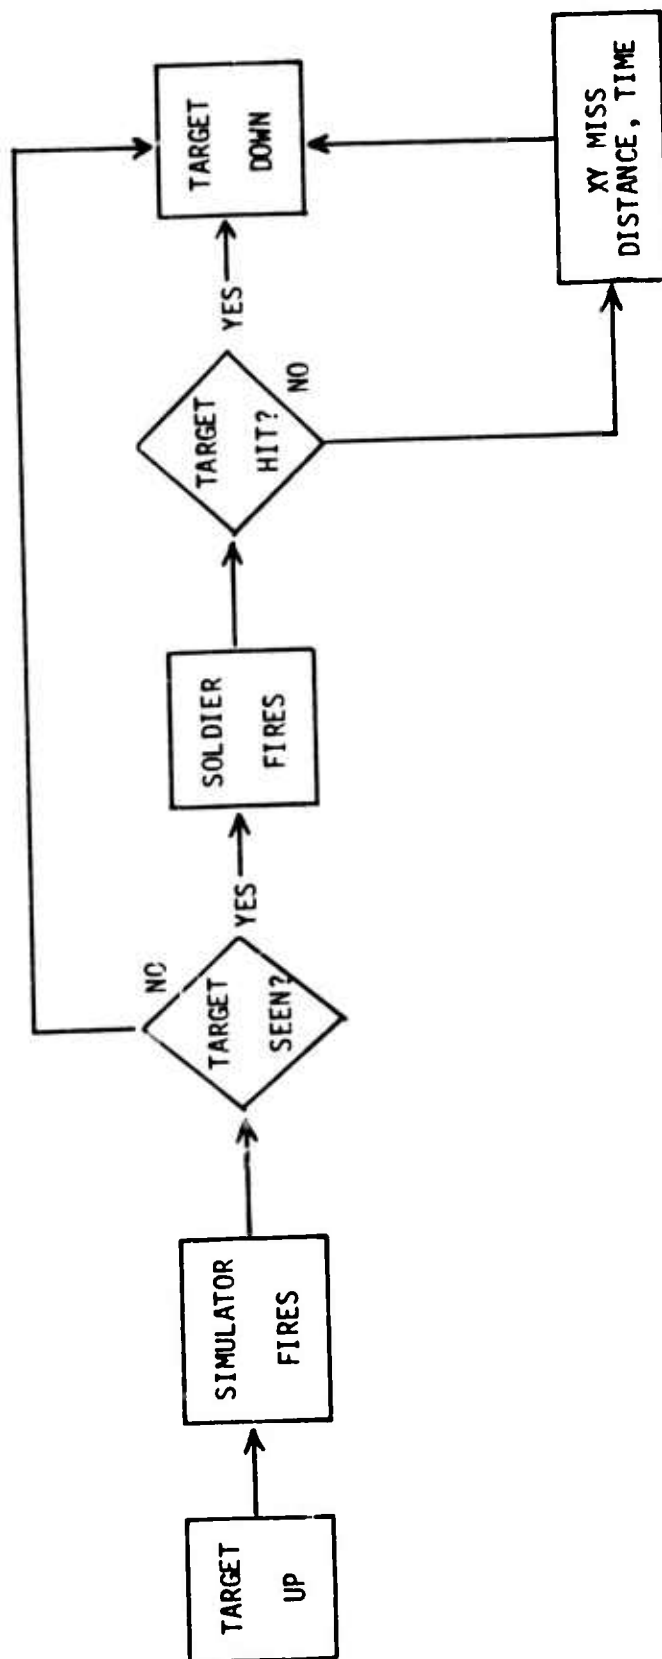 TARGET
UP
SIMULATOR
FIRES
TARGET
SEEN?
NO
YES
SOLDIER
FIRES
TARGET
HIT?
YES
NO
TARGET
DOWN
XY MISS
DISTANCE, TIME